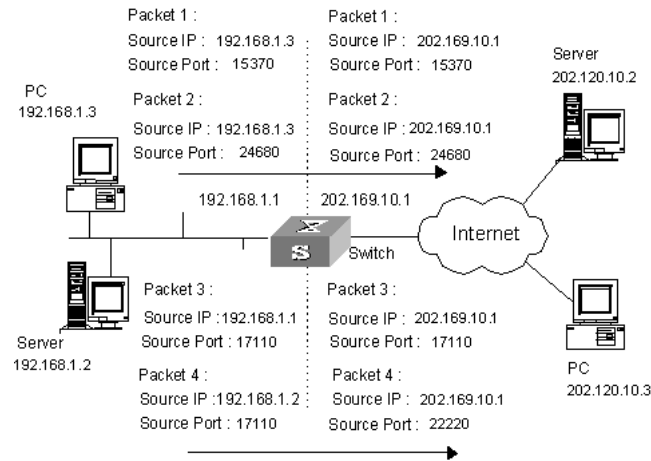 Packet 1 :
Source IP : 192.168.1.3
Source Port : 15370
Packet 1 :
Source IP : 202.169.10.1
Source Port : 15370
Server
202.120.10.2
PC
192.168.1.3
Packet 2 :
Source IP : 192.168.1.3
Source Port : 24680
Packet 2 :
Source IP : 202.169.10.1
Source Port : 24680
192.168.1.1
202.169.10.1
Internet
S
Switch
Server
192.168.1.2
Packet 3 :
Source IP : 192.168.1.1
Source Port : 17110
Packet 3 :
Source IP : 202.169.10.1
Source Port : 17110
PC
202.120.10.3
Packet 4 :
Source IP : 192.168.1.2
Source Port : 17110
Packet 4 :
Source IP : 202.169.10.1
Source Port : 22220